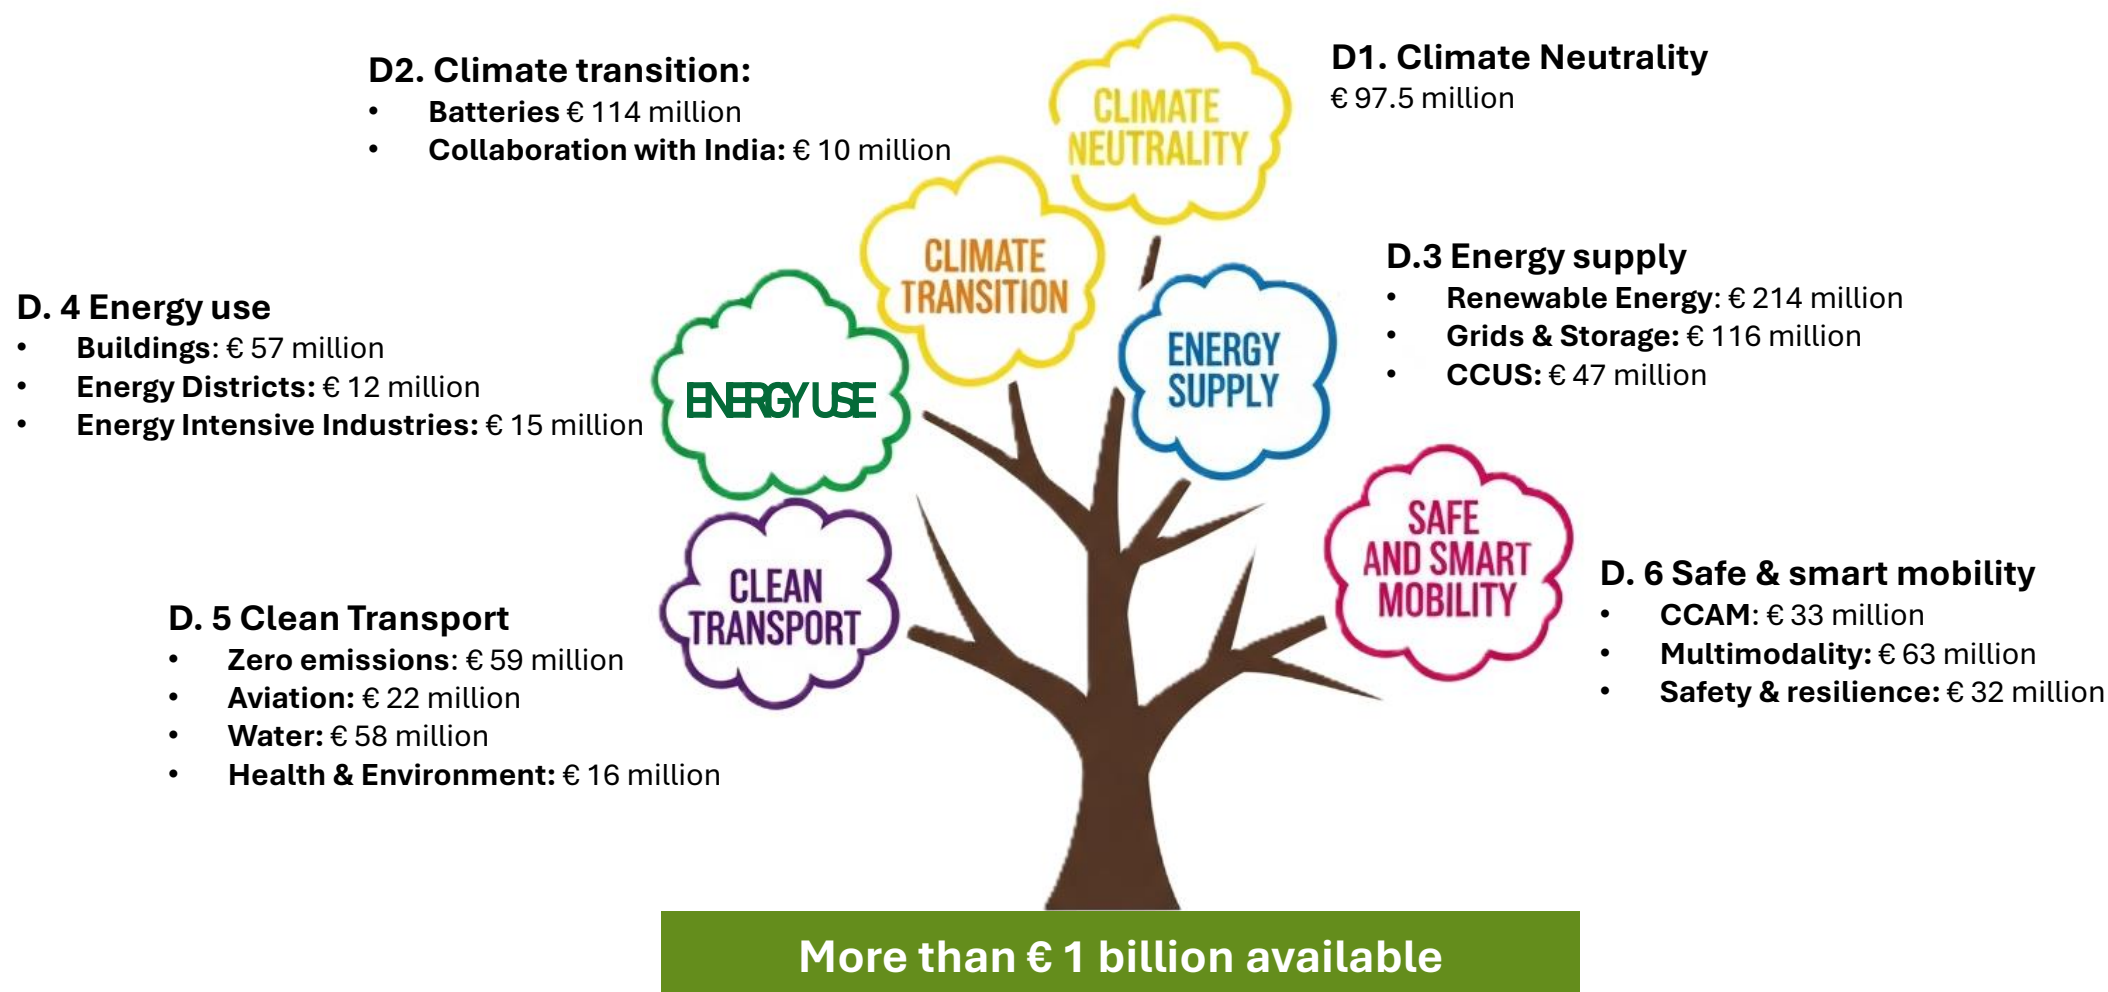 D2. Climate transition:
• Batteries € 114 million
• Collaboration with India: € 10 million
D1. Climate Neutrality
€ 97.5 million
CLIMATE
NEUTRALITY
CLIMATE
TRANSITION
D.3 Energy supply
• Renewable Energy: € 214 million
• Grids & Storage: € 116 million
• CCUS: € 47 million
ENERGY
SUPPLY
D. 4 Energy use
• Buildings: € 57 million
• Energy Districts: € 12 million
• Energy Intensive Industries: € 15 million
ENERGY USE
SAFE
AND SMART
MOBILITY
D. 6 Safe & smart mobility
• CCAM: € 33 million
• Multimodality: € 63 million
• Safety & resilience: € 32 million
CLEAN
TRANSPORT
D. 5 Clean Transport
• Zero emissions: € 59 million
• Aviation: € 22 million
• Water: € 58 million
• Health & Environment: € 16 million
More than € 1 billion available